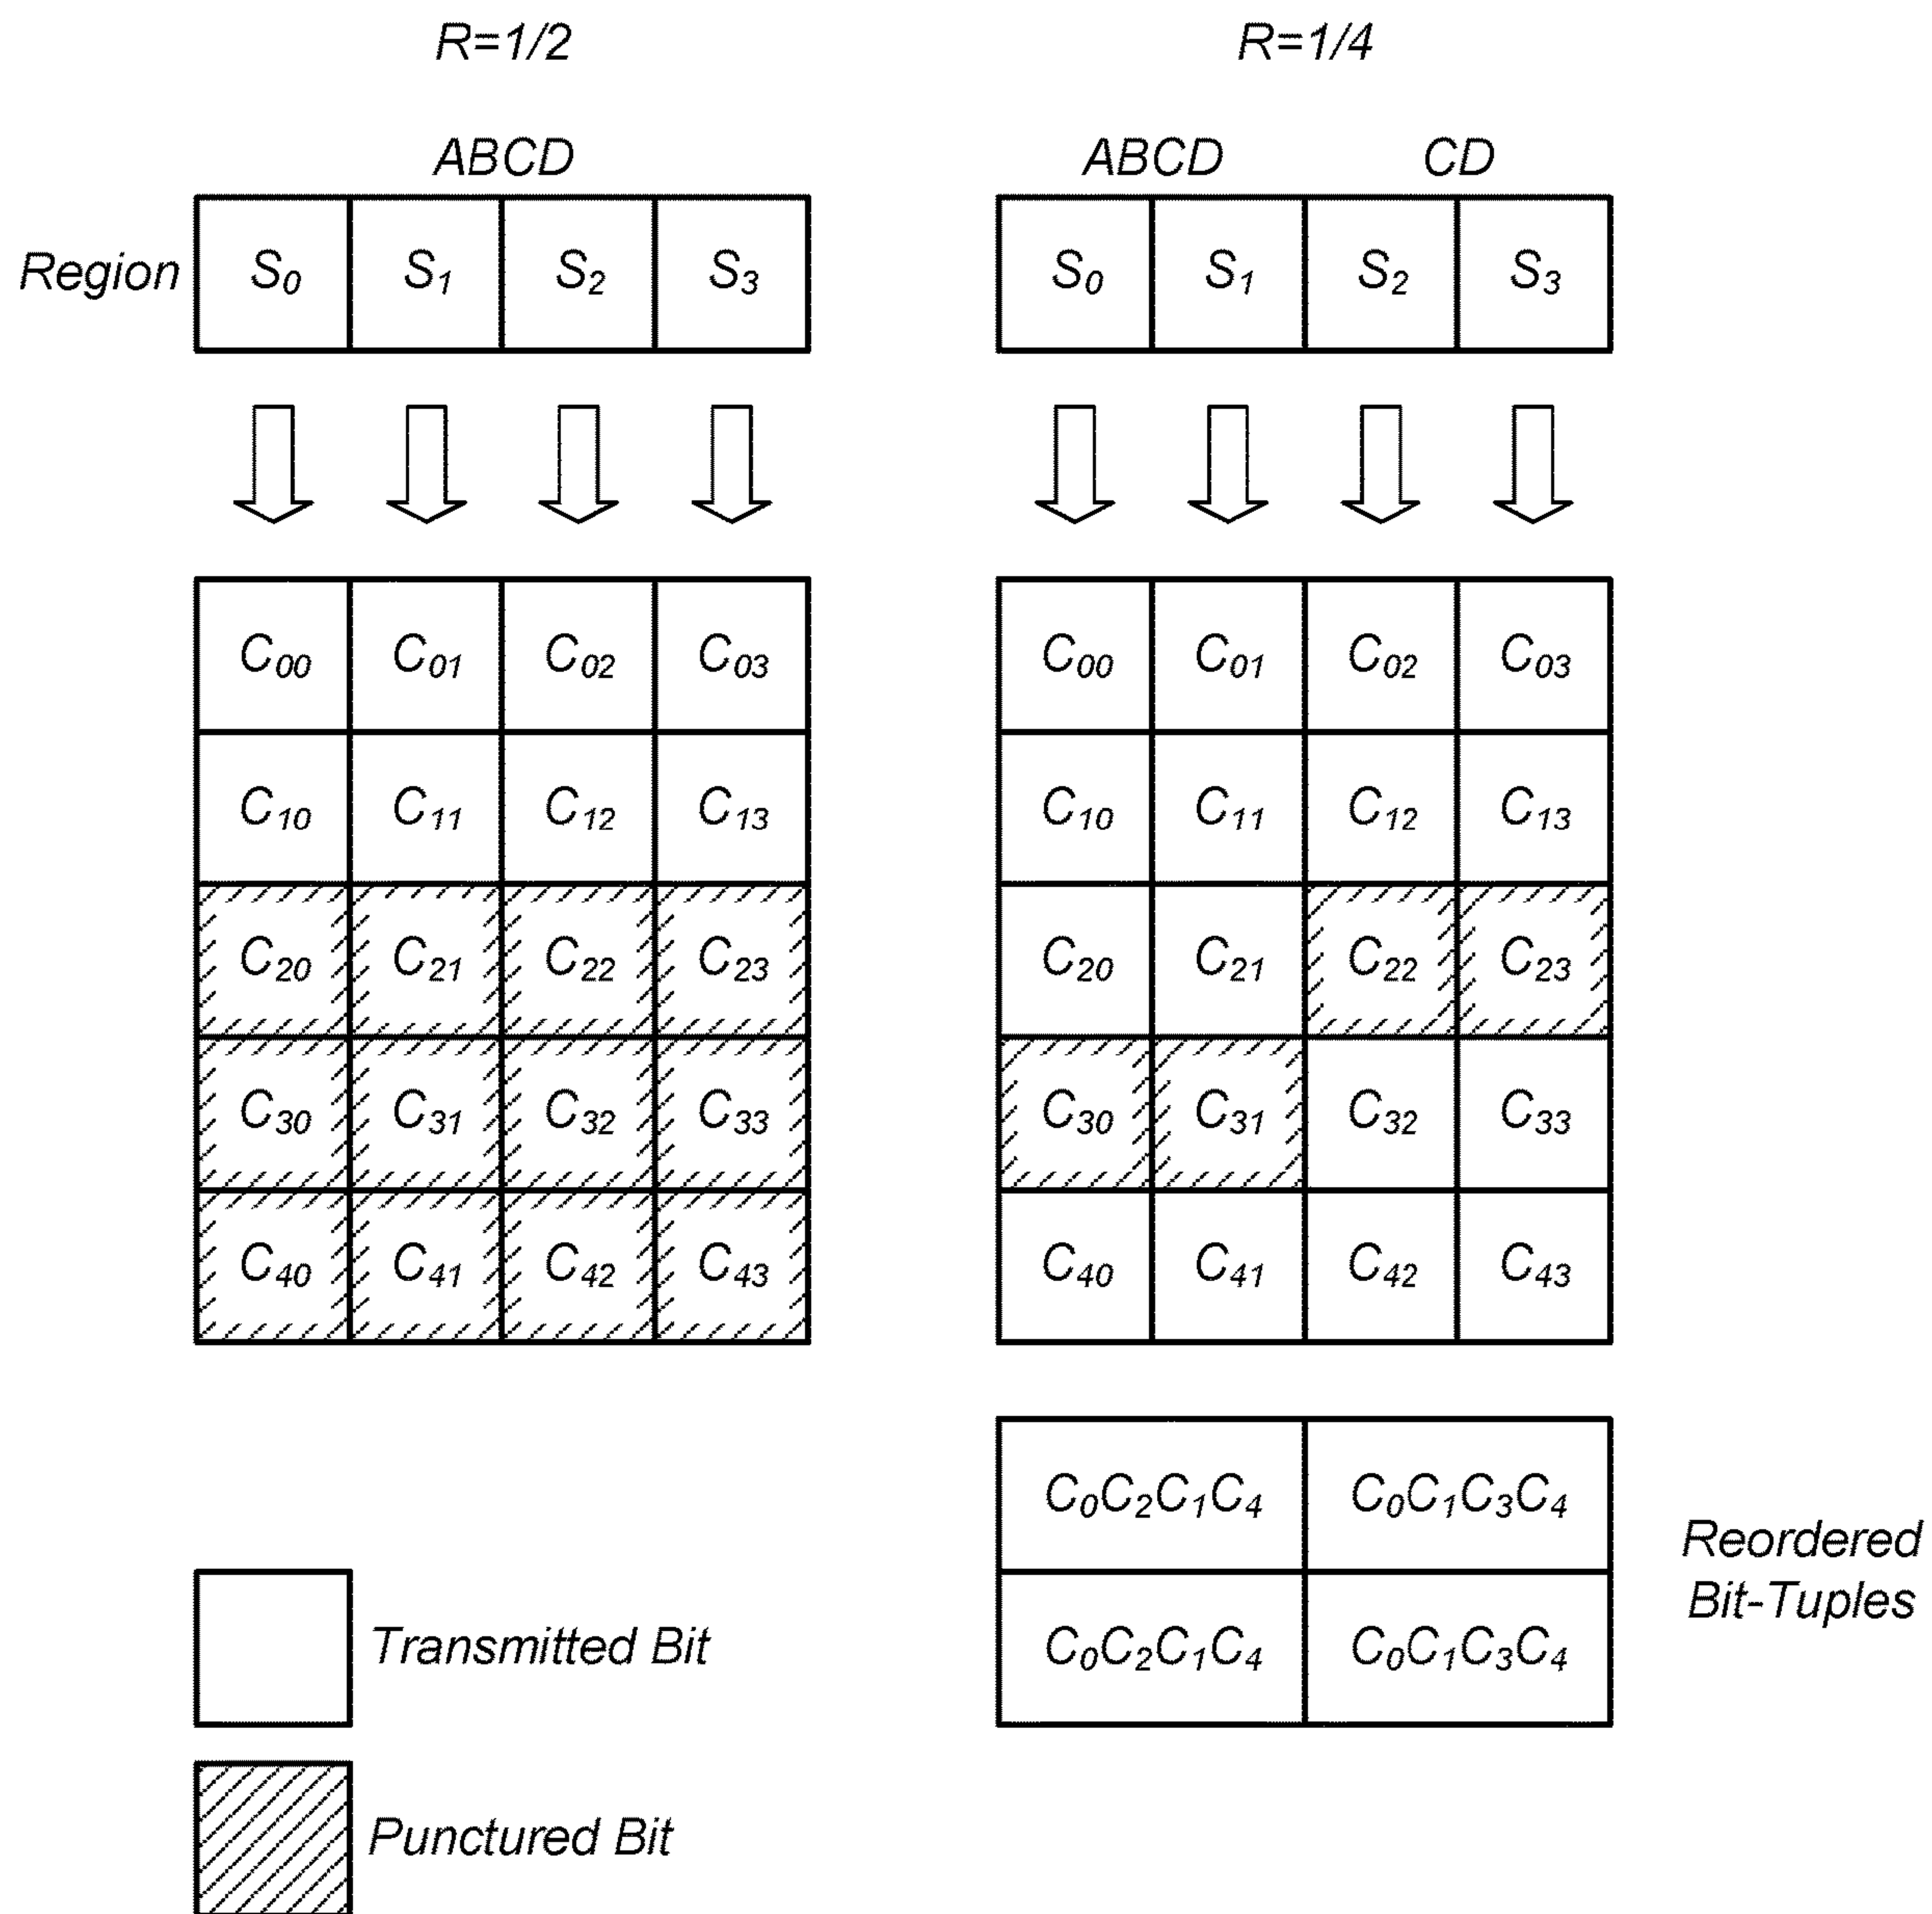 R=1/2 R=1/4
ABCD ABCD CD
Region S0 S1 S2 S3 S0 S1 S2 S3
C00 C01 C02 C03 C00 C01 C02 C03
C10 C11 C12 C13 C10 C11 C12 C13
C20 C21 C22 C23 C20 C21 C22 C23
C30 C31 C32 C33 C30 C31 C32 C33
C40 C41 C42 C43 C40 C41 C42 C43
C0C2C1C4 C0C1C3C4
C0C2C1C4 C0C1C3C4
Reordered
Bit-Tuples
Transmitted Bit
Punctured Bit